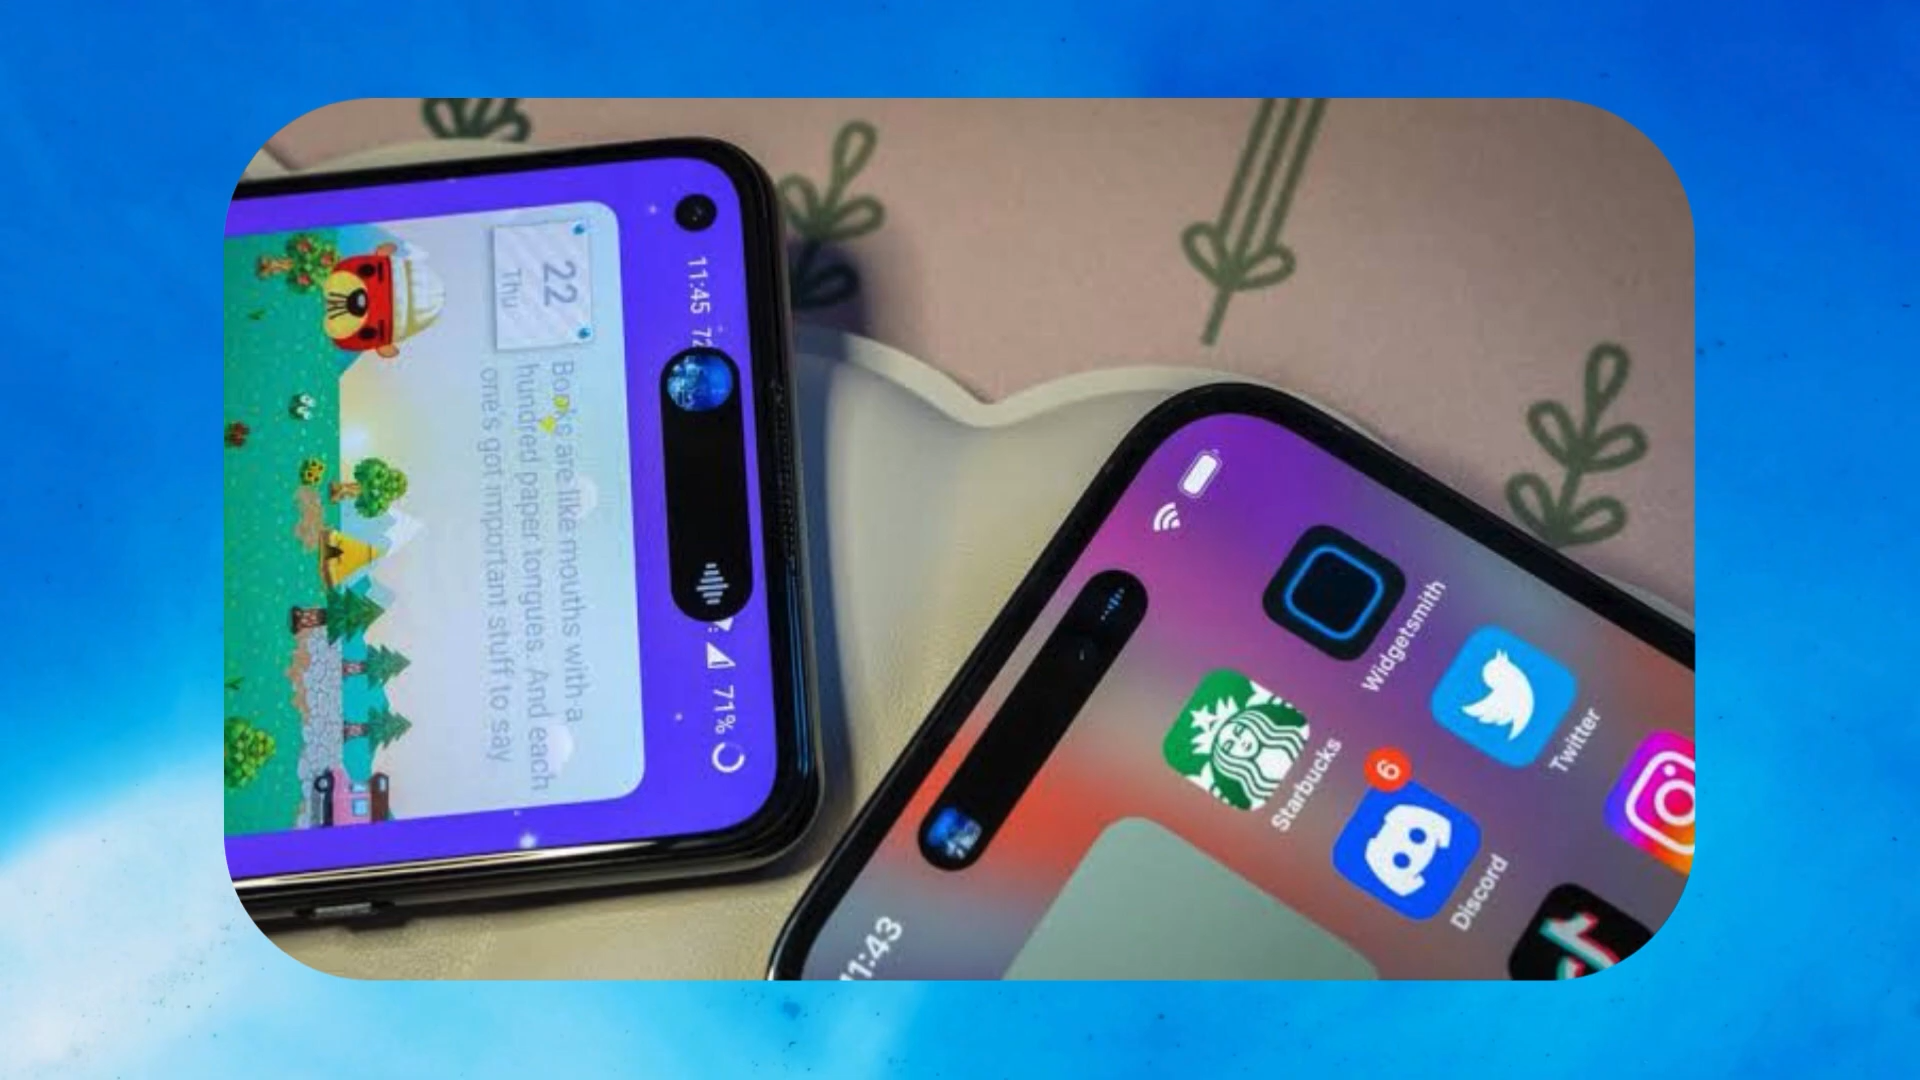 11:45 72
22
Thu
Books are like mouths with a
hundred paper tongues. And each
one's got important stuff to say
71%
11:43
Widgetsmith
Starbucks
Twitter
6
Discord